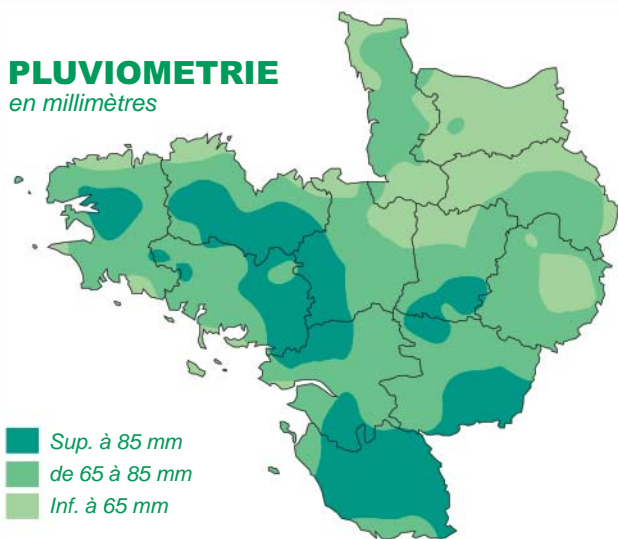 PLUVIOMETRIE
en millimètres
Sup. à 85 mm
de 65 à 85 mm
Inf. à 65 mm